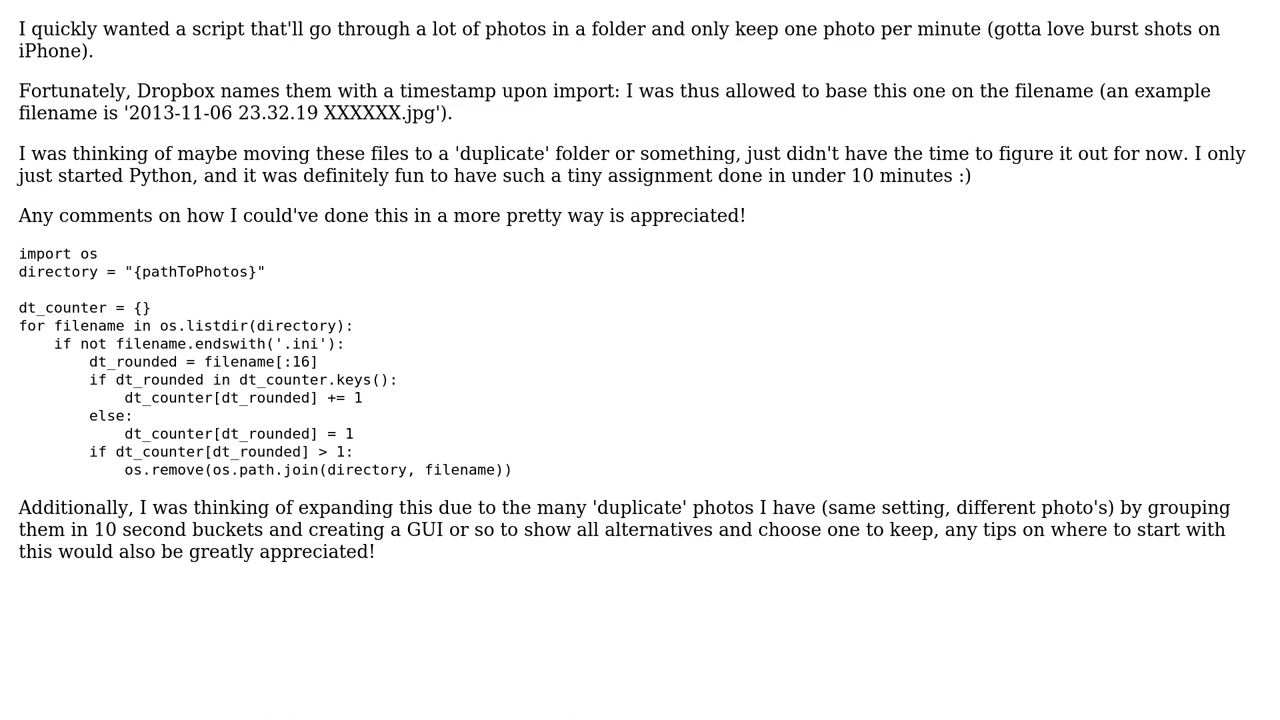 I quickly wanted a script that'll go through a lot of photos in a folder and only keep one photo per minute (gotta love burst shots on
iPhone).
Fortunately, Dropbox names them with a timestamp upon import: I was thus allowed to base this one on the filename (an example
filename is '2013-11-06 23.32.19 XXXXXX.jpg').
I was thinking of maybe moving these files to a 'duplicate' folder or something, just didn't have the time to figure it out for now. I only
just started Python, and it was definitely fun to have such a tiny assignment done in under 10 minutes :)
Any comments on how I could've done this in a more pretty way is appreciated!
import os
directory = "{pathToPhotos}"

dt_counter = {}
for filename in os.listdir(directory):
    if not filename.endswith('.ini'):
        dt_rounded = filename[:16]
        if dt_rounded in dt_counter.keys():
            dt_counter[dt_rounded] += 1
        else:
            dt_counter[dt_rounded] = 1
        if dt_counter[dt_rounded] > 1:
            os.remove(os.path.join(directory, filename))
Additionally, I was thinking of expanding this due to the many 'duplicate' photos I have (same setting, different photo's) by grouping
them in 10 second buckets and creating a GUI or so to show all alternatives and choose one to keep, any tips on where to start with
this would also be greatly appreciated!